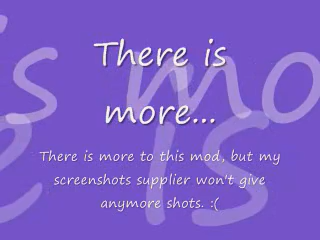 There is
more...
There is more to this mod, but my
screenshots supplier won't give
anymore shots. :(